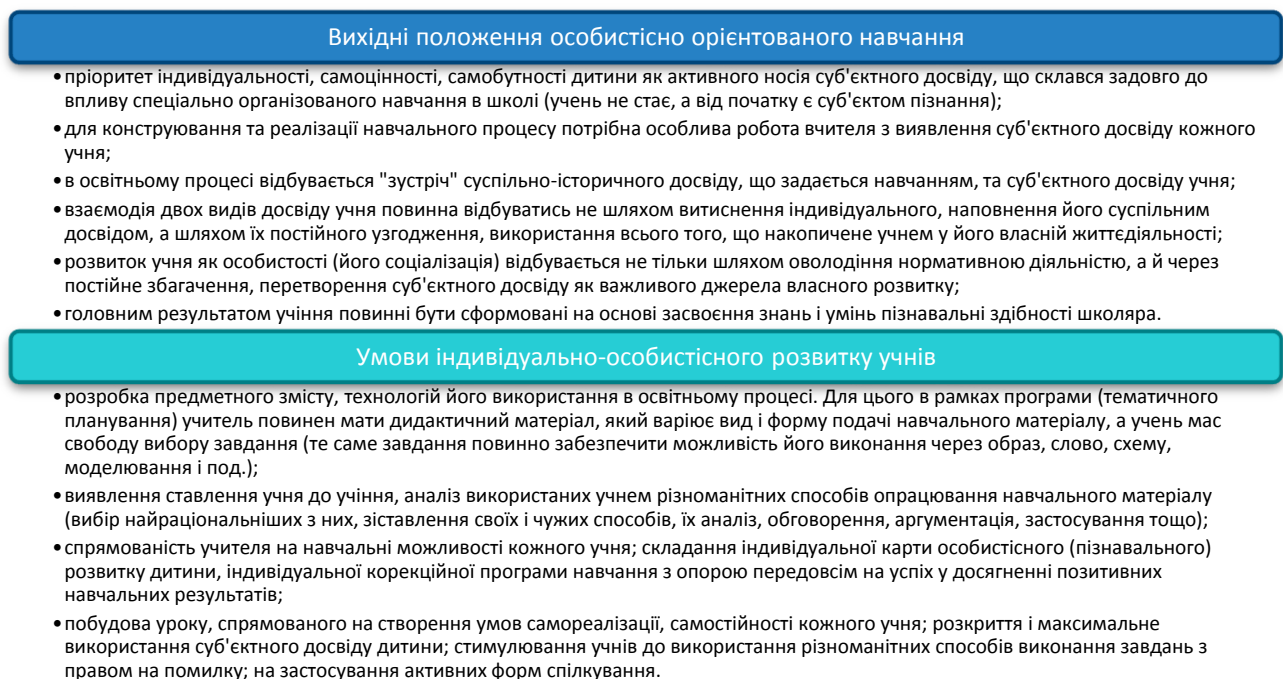 Вихідні положення особистісно орієнтованого навчання
•пріоритет індивідуальності, самоцінності, самобутності дитини як активного носія суб'єктного досвіду, що склався задовго до
впливу спеціально організованого навчання в школі (учень не стає, а від початку є суб'єктом пізнання);
•для конструювання та реалізації навчального процесу потрібна особлива робота вчителя з виявлення суб'єктного досвіду кожного
учня;
•в освітньому процесі відбувається "зустріч" суспільно-історичного досвіду, що задається навчанням, та суб'єктного досвіду учня;
•взаємодія двох видів досвіду учня повинна відбуватись не шляхом витиснення індивідуального, наповнення його суспільним
досвідом, а шляхом їх постійного узгодження, використання всього того, що накопичене учнем у його власній життєдіяльності;
•розвиток учня як особистості (його соціалізація) відбувається не тільки шляхом оволодіння нормативною діяльністю, а й через
постійне збагачення, перетворення суб'єктного досвіду як важливого джерела власного розвитку;
•головним результатом учіння повинні бути сформовані на основі засвоєння знань і умінь пізнавальні здібності школяра.
Умови індивідуально-особистісного розвитку учнів
•розробка предметного змісту, технологій його використання в освітньому процесі. Для цього в рамках програми (тематичного
планування) учитель повинен мати дидактичний матеріал, який варіює вид і форму подачі навчального матеріалу, а учень мас
свободу вибору завдання (те саме завдання повинно забезпечити можливість його виконання через образ, слово, схему,
моделювання і под.);
•виявлення ставлення учня до учіння, аналіз використаних учнем різноманітних способів опрацювання навчального матеріалу
(вибір найраціональніших з них, зіставлення своїх і чужих способів, їх аналіз, обговорення, аргументація, застосування тощо);
•спрямованість учителя на навчальні можливості кожного учня; складання індивідуальної карти особистісного (пізнавального)
розвитку дитини, індивідуальної корекційної програми навчання з опорою передовсім на успіх у досягненні позитивних
навчальних результатів;
•побудова уроку, спрямованого на створення умов самореалізації, самостійності кожного учня; розкриття і максимальне
використання суб'єктного досвіду дитини; стимулювання учнів до використання різноманітних способів виконання завдань з
правом на помилку; на застосування активних форм спілкування.